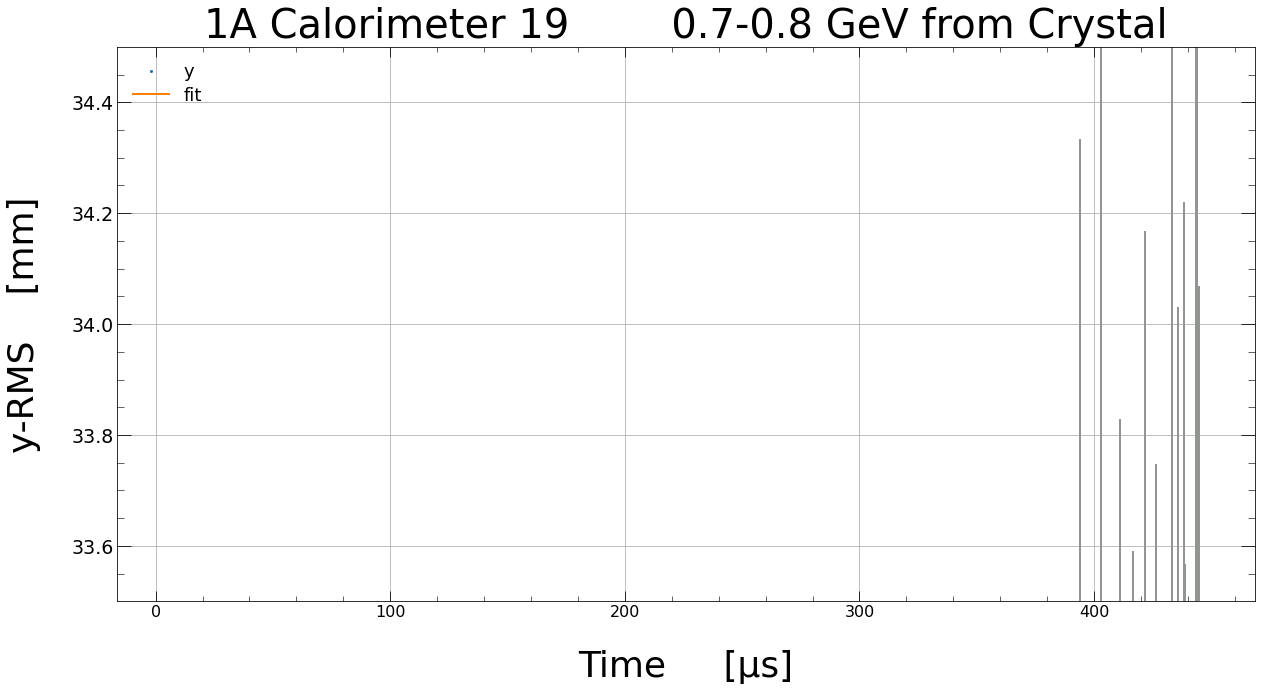 1A Calorimeter 19 0.7-0.8 GeV from Crystal
y
fit
34.4
34.2
34.0
33.8
33.6
y-RMS [mm]
0 100 200 300 400
Time [μs]